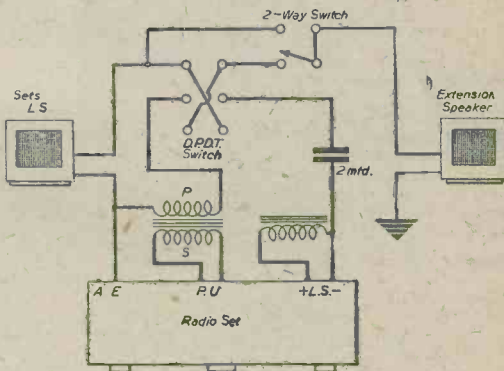 2-Way Switch
Sets
L S
Extension
Speaker
D.P.D.T.
Switch
2 mfd.
P
S
A E P. U + L.S. -
Radio Set